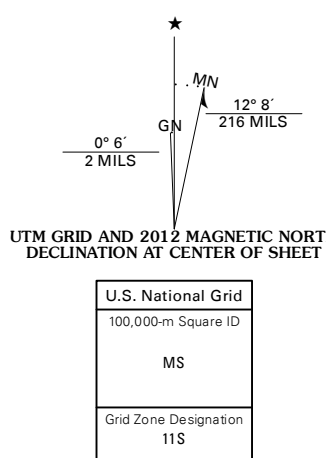 MN
GN
12° 8´
216 MILS
0° 6´
2 MILS
UTM GRID AND 2012 MAGNETIC NORT
DECLINATION AT CENTER OF SHEET
U.S. National Grid
100,000-m Square ID
MS
Grid Zone Designation
11S